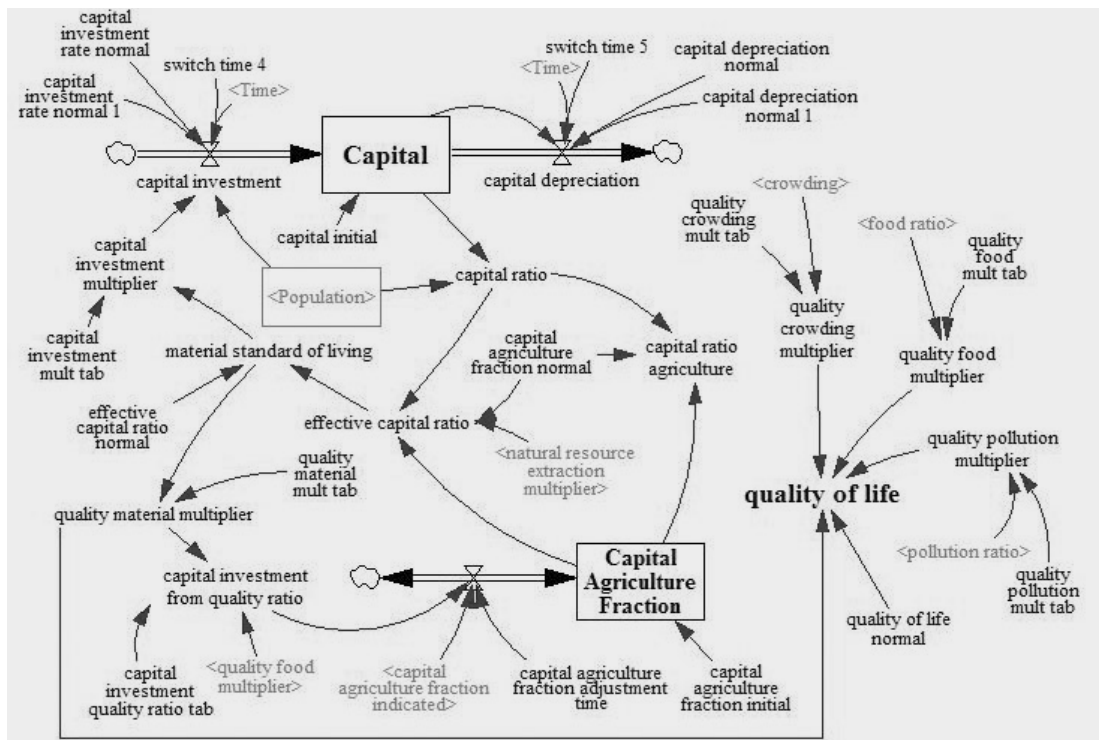 capital
investment
rate normal
switch time 4
<Time>
capital
investment
rate normal 1
switch time 5
<Time>
capital depreciation
normal
capital depreciation
normal 1
Capital
capital investment
capital depreciation
capital initial
<crowding>
quality
crowding
mult tab
<food ratio>
quality
food
mult tab
capital
investment
multiplier
<Population>
capital ratio
quality
crowding
multiplier
capital
investment
mult tab
material standard of living
capital
agriculture
fraction normal
capital ratio
agriculture
quality food
multiplier
effective
capital ratio
normal
effective capital ratio
<natural resource
extraction
multiplier>
quality pollution
multiplier
quality
material
mult tab
quality of life
quality material multiplier
<pollution ratio>
quality
pollution
mult tab
capital investment
from quality ratio
Capital
Agriculture
Fraction
quality of life
normal
capital
investment
quality ratio tab
<quality food
multiplier>
<capital
agriculture fraction
indicated>
capital agriculture
fraction adjustment
time
capital
agriculture
fraction initial